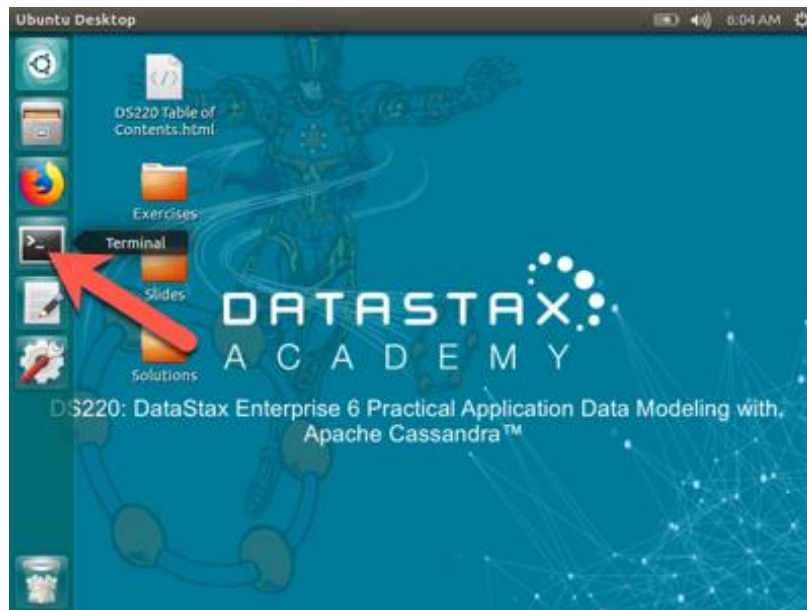 Ubuntu Desktop
6:04 AM
DS220 Table of
Contents.html
Exercises
Terminal
Slides
Solutions
DATASTAX
ACADEMY
DS220: DataStax Enterprise 6 Practical Application Data Modeling with
Apache Cassandra™